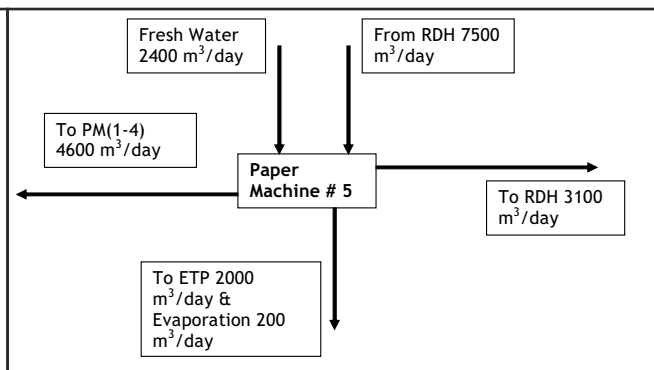 Fresh Water
2400 m³/day
From RDH 7500
m³/day
To PM(1-4)
4600 m³/day
Paper
Machine # 5
To RDH 3100
m³/day
To ETP 2000
m³/day &
Evaporation 200
m³/day